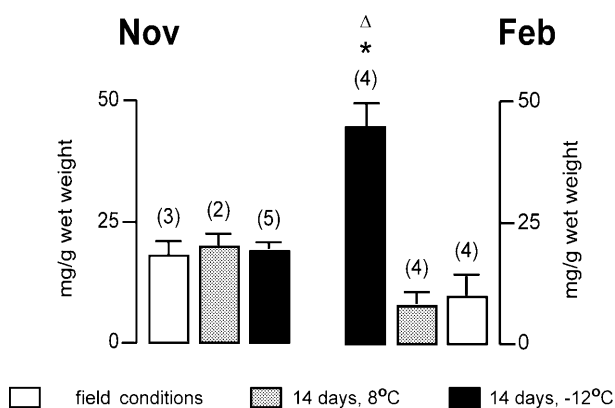 Nov
Feb
Δ
*
(4)
50
50
(3)
(2)
(5)
25
25
(4)
(4)
0
0
mg/g wet weight
mg/g wet weight
field conditions
14 days, 8°C
14 days, -12°C